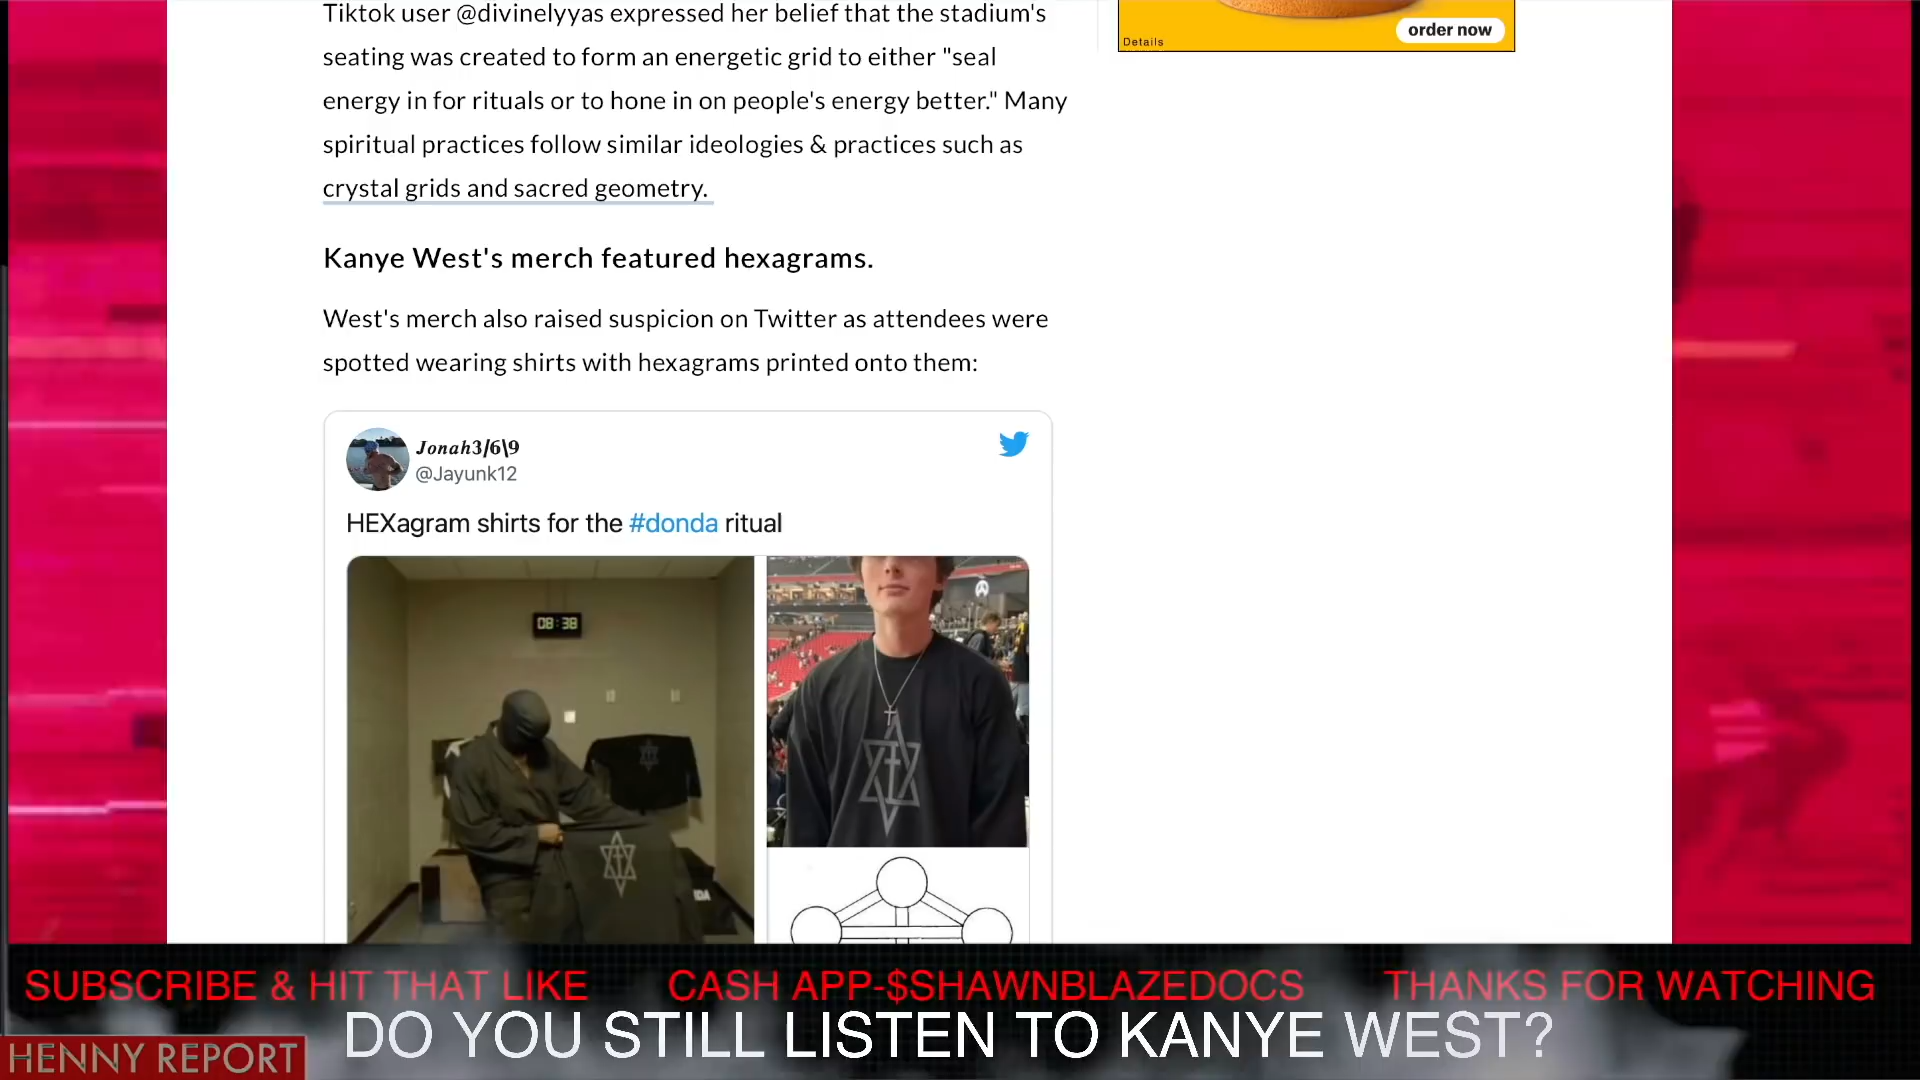 Tiktok user @divinelyyas expressed her belief that the stadium's
seating was created to form an energetic grid to either "seal
energy in for rituals or to hone in on people's energy better." Many
spiritual practices follow similar ideologies & practices such as
crystal grids and sacred geometry.
order now
Details
Kanye West's merch featured hexagrams.
West's merch also raised suspicion on Twitter as attendees were
spotted wearing shirts with hexagrams printed onto them:
Jonah3/6\9
@Jayunk12
HEXagram shirts for the #donda ritual
08:38
SUBSCRIBE & HIT THAT LIKE CASH APP-$SHAWNBLAZEDOCS THANKS FOR WATCHING
DO YOU STILL LISTEN TO KANYE WEST?
HENNY REPORT